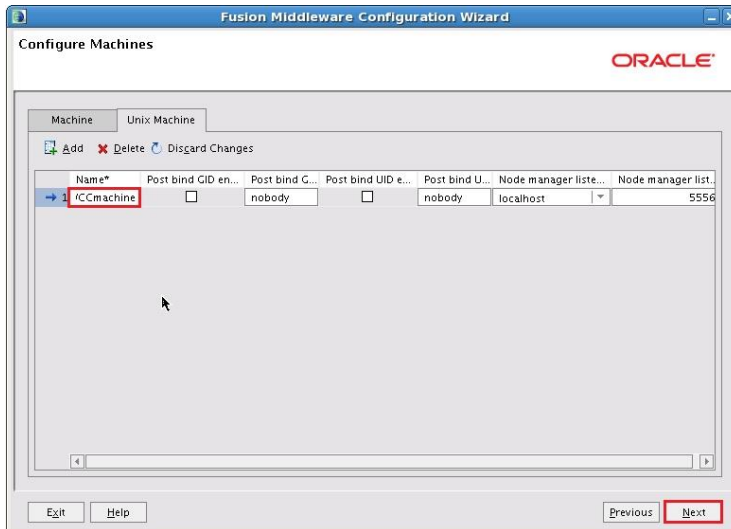 Fusion Middleware Configuration Wizard
Configure Machines
ORACLE
Machine Unix Machine
Add Delete Discard Changes
Name* Post bind GID en... Post bind G... Post bind UID e... Post bind U... Node manager liste... Node manager list...
1 nobody nobody localhost 5556
Exit Help Previous Next